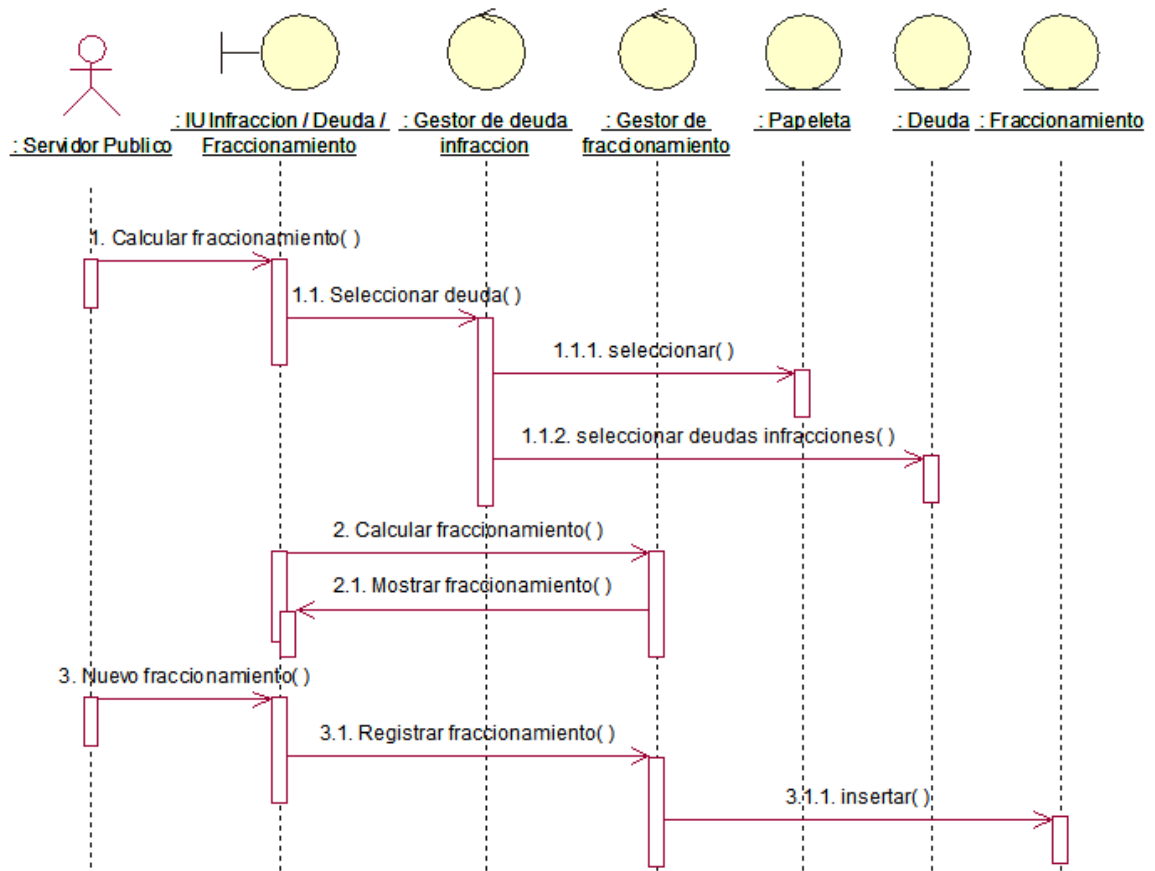 : Servidor Publico
: IU Infraccion / Deuda /
Fraccionamiento
: Gestor de deuda
infraccion
: Gestor de
fraccionamiento
: Papeleta
: Deuda
: Fraccionamiento
1. Calcular fraccionamiento( )
1.1. Seleccionar deuda( )
1.1.1. seleccionar( )
1.1.2. seleccionar deudas infracciones( )
2. Calcular fraccionamiento( )
2.1. Mostrar fraccionamiento( )
3. Nuevo fraccionamiento( )
3.1. Registrar fraccionamiento( )
3.1.1. insertar( )